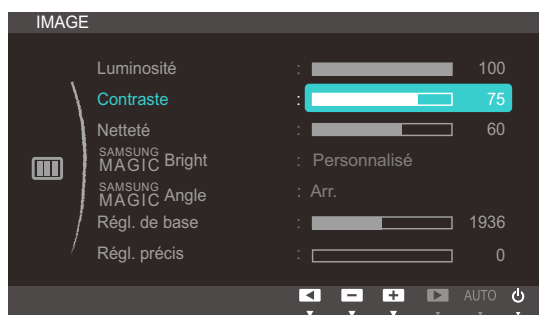 IMAGE
Luminosité : 100
Contraste : 75
Netteté : 60
SAMSUNG MAGIC Bright : Personnalisé
SAMSUNG MAGIC Angle : Arr.
Régl. de base : 1936
Régl. précis : 0
AUTO